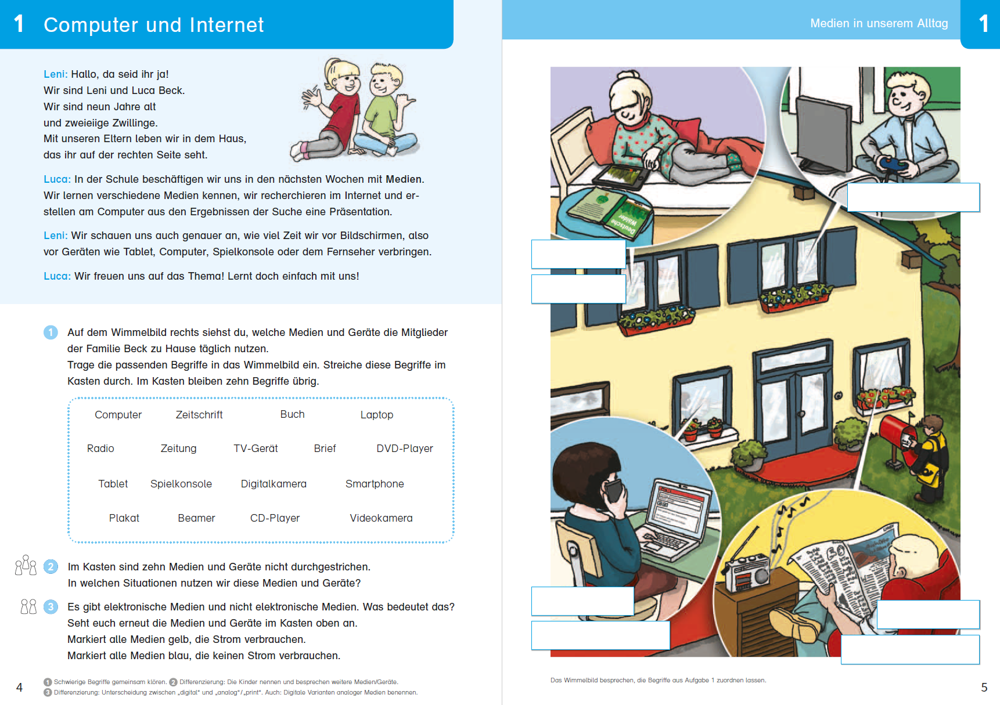 1 Computer und Internet
Leni: Hallo, da seid ihr ja!
Wir sind Leni und Luca Beck.
Wir sind neun Jahre alt
und zweieiige Zwillinge.
Mit unseren Eltern leben wir in dem Haus,
das ihr auf der rechten Seite seht.
Luca: In der Schule beschäftigen wir uns in den nächsten Wochen mit Medien.
Wir lernen verschiedene Medien kennen, wir recherchieren im Internet und er-
stellen am Computer aus den Ergebnissen der Suche eine Präsentation.
Leni: Wir schauen uns auch genauer an, wie viel Zeit wir vor Bildschirmen, also
vor Geräten wie Tablet, Computer, Spielkonsole oder dem Fernseher verbringen.
Luca: Wir freuen uns auf das Thema! Lernt doch einfach mit uns!
1 Auf dem Wimmelbild rechts siehst du, welche Medien und Geräte die Mitglieder
der Familie Beck zu Hause täglich nutzen.
Trage die passenden Begriffe in das Wimmelbild ein. Streiche diese Begriffe im
Kasten durch. Im Kasten bleiben zehn Begriffe übrig.
Computer Zeitschrift Buch Laptop
Radio Zeitung TV-Gerät Brief DVD-Player
Tablet Spielkonsole Digitalkamera Smartphone
Plakat Beamer CD-Player Videokamera
2 Im Kasten sind zehn Medien und Geräte nicht durchgestrichen.
In welchen Situationen nutzen wir diese Medien und Geräte?
3 Es gibt elektronische Medien und nicht elektronische Medien. Was bedeutet das?
Seht euch erneut die Medien und Geräte im Kasten oben an.
Markiert alle Medien gelb, die Strom verbrauchen.
Markiert alle Medien blau, die keinen Strom verbrauchen.
1 Schwierige Begriffe gemeinsam klären. 2 Differenzierung: Die Kinder nennen und besprechen weitere Medien/Geräte.
3 Differenzierung: Unterscheidung zwischen „digital“ und „analog“/„print“. Auch: Digitale Varianten analoger Medien benennen.
4
Medien in unserem Alltag 1
Deutsche
Wälder
Das Wimmelbild besprechen, die Begriffe aus Aufgabe 1 zuordnen lassen.
5